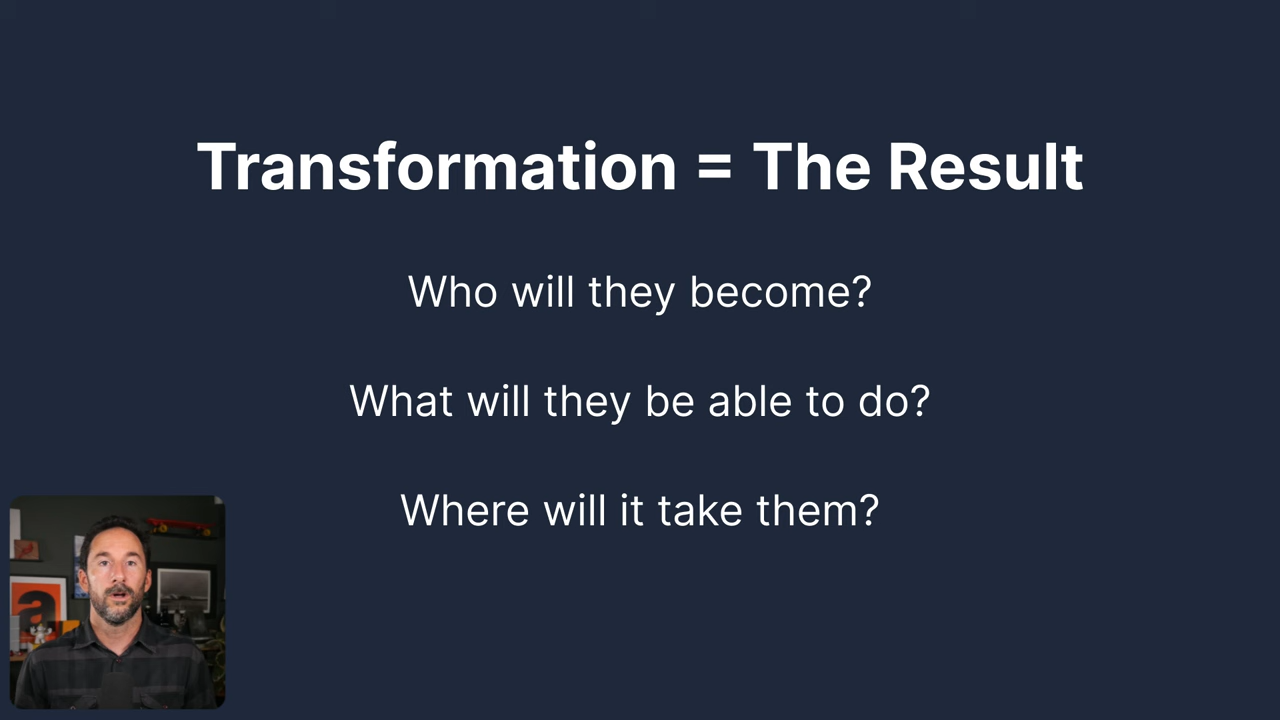 Transformation = The Result
Who will they become?
What will they be able to do?
Where will it take them?
a